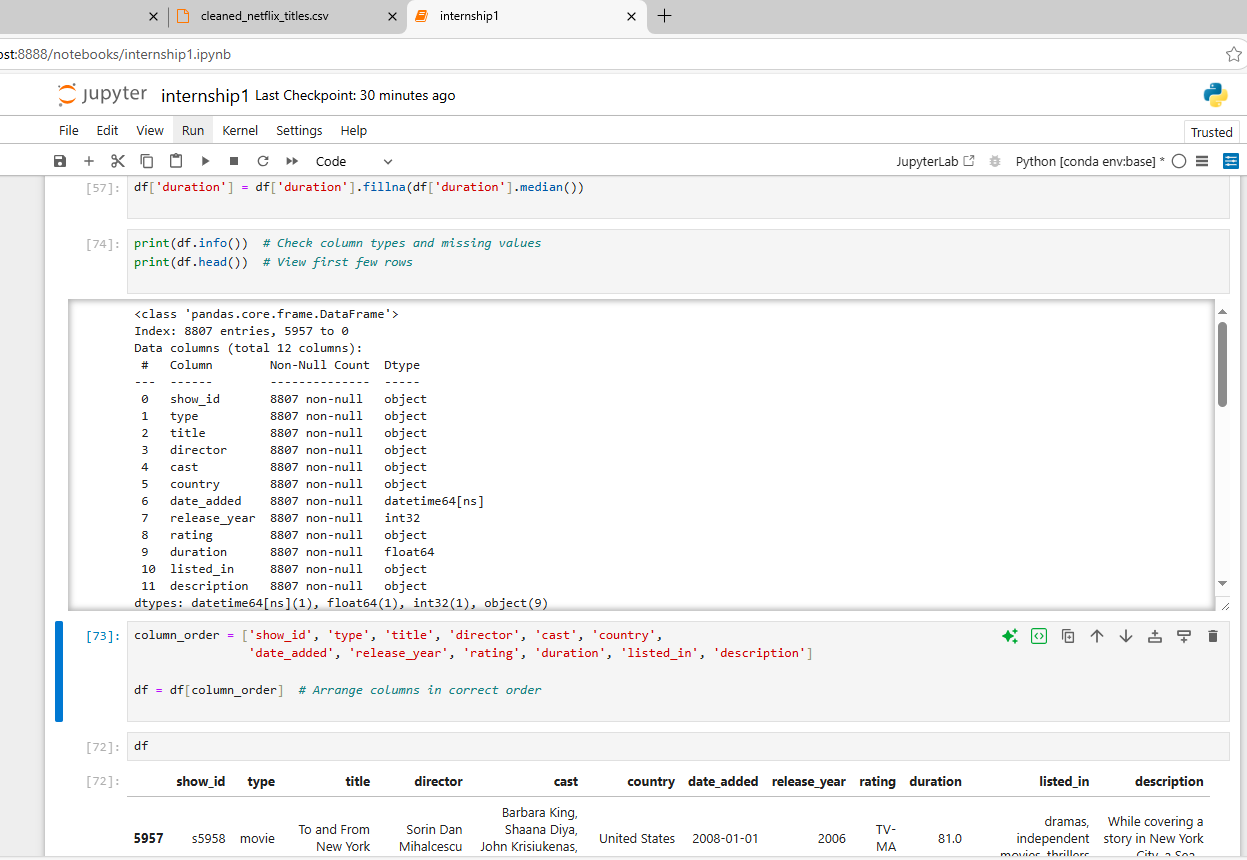 cleaned_netflix_titles.csv
internship1
ost:8888/notebooks/internship1.ipynb
jupyter internship1 Last Checkpoint: 30 minutes ago
File Edit View Run Kernel Settings Help
Trusted
Code
JupyterLab
Python [conda env:base] *
[57]: df['duration'] = df['duration'].fillna(df['duration'].median())
[74]: print(df.info())  # Check column types and missing values
print(df.head())  # View first few rows
<class 'pandas.core.frame.DataFrame'>
Index: 8807 entries, 5957 to 0
Data columns (total 12 columns):
 #   Column        Non-Null Count  Dtype
---  ------        --------------  -----
 0   show_id       8807 non-null   object
 1   type          8807 non-null   object
 2   title         8807 non-null   object
 3   director      8807 non-null   object
 4   cast          8807 non-null   object
 5   country       8807 non-null   object
 6   date_added    8807 non-null   datetime64[ns]
 7   release_year  8807 non-null   int32
 8   rating        8807 non-null   object
 9   duration      8807 non-null   float64
 10  listed_in     8807 non-null   object
 11  description   8807 non-null   object
dtypes: datetime64[ns](1), float64(1), int32(1), object(9)
[73]: column_order = ['show_id', 'type', 'title', 'director', 'cast', 'country',
                'date_added', 'release_year', 'rating', 'duration', 'listed_in', 'description']
df = df[column_order]  # Arrange columns in correct order
[72]: df
[72]: show_id type title director cast country date_added release_year rating duration listed_in description
Barbara King,
dramas, While covering a
To and From Sorin Dan Shaana Diya, TV-
5957 s5958 movie United States 2008-01-01 2006 81.0 independent story in New York
New York Mihalcescu John Krisiukenas, MA
movies, thrillers City, a Sea